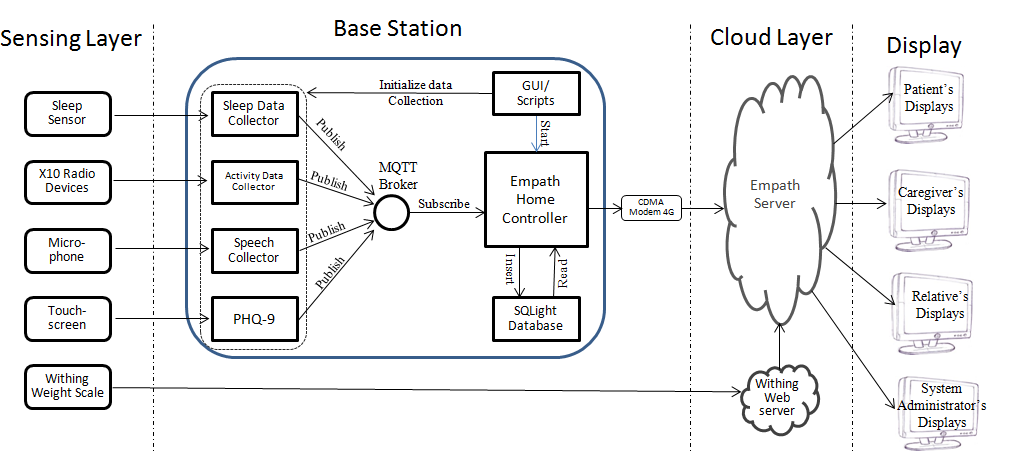 Sensing Layer
Base Station
Cloud Layer
Display
Sleep
Sensor
X10 Radio
Devices
Micro-
phone
Touch-
screen
Withing
Weight Scale
Sleep Data
Collector
Activity Data
Collector
Speech
Collector
PHQ-9
Publish
Publish
Publish
Publish
MQTT
Broker
Subscribe
Initialize data
Collection
GUI/
Scripts
Start
Empath
Home
Controller
Insert
Read
SQLight
Database
CDMA
Modem 4G
Empath
Server
Withing
Web
server
Patient's
Displays
Caregiver's
Displays
Relative's
Displays
System
Administrator's
Displays